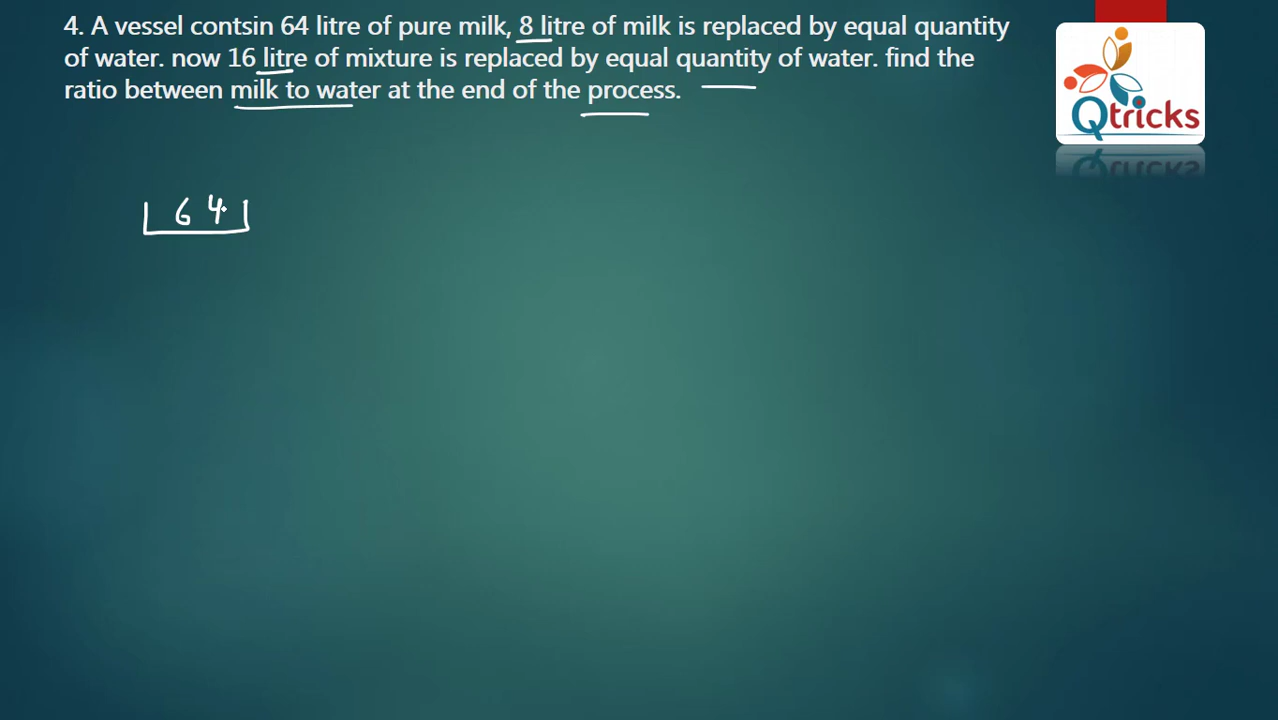 4. A vessel contsin 64 litre of pure milk, 8 litre of milk is replaced by equal quantity
of water. now 16 litre of mixture is replaced by equal quantity of water. find the
ratio between milk to water at the end of the process.
Qtricks
64